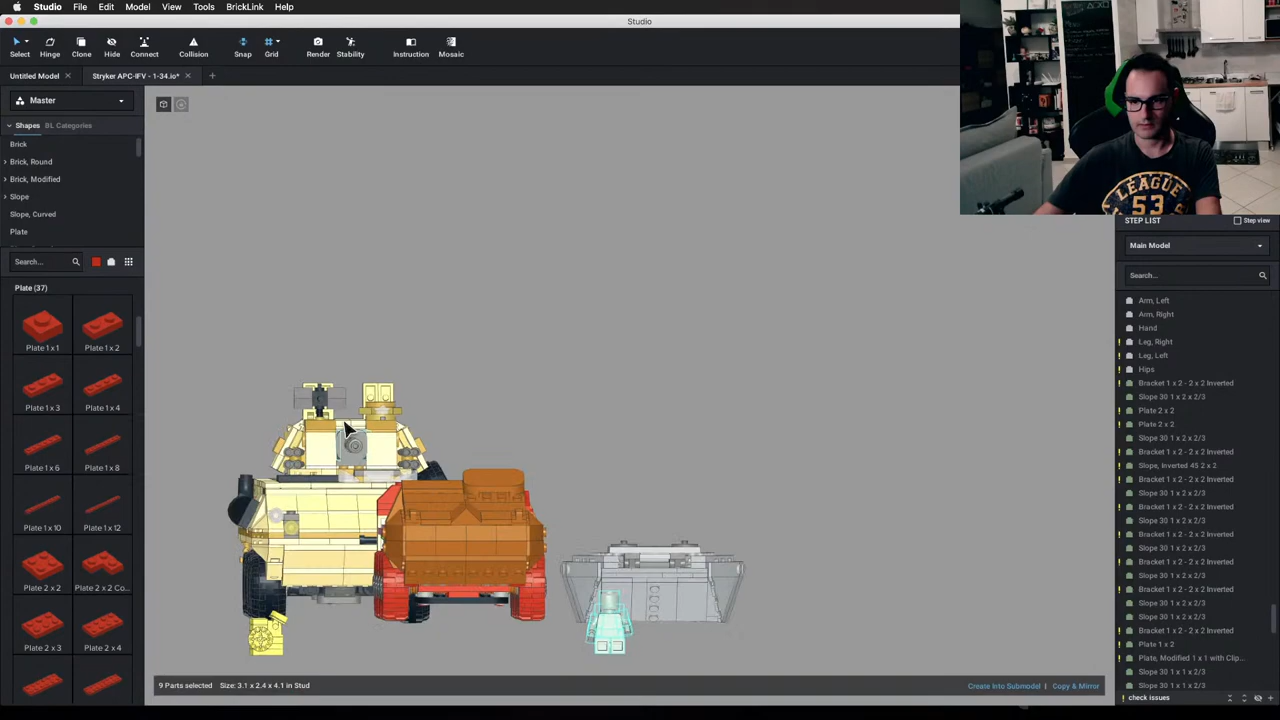 Studio File Edit Model View Tools BrickLink Help
Studio
Select Hinge Clone Hide Connect Collision Snap Grid Render Stability Instruction Mosaic
Untitled Model Stryker APC-IFV - 1-34.io*
Master
Shapes BL Categories
Brick
Brick, Round
Brick, Modified
Slope
Slope, Curved
Plate
Search...
Plate (37)
Plate 1 x 1 Plate 1 x 2
Plate 1 x 3 Plate 1 x 4
Plate 1 x 6 Plate 1 x 8
Plate 1 x 10 Plate 1 x 12
Plate 2 x 2 Plate 2 x 2 Co...
Plate 2 x 3 Plate 2 x 4
9 Parts selected Size: 3.1 x 2.4 x 4.1 in Stud
Create Into Submodel | Copy & Mirror
LEAGUE
53
STEP LIST Step view
Main Model
Search...
Arm, Left
Arm, Right
Hand
Leg, Right
Leg, Left
Hips
Bracket 1 x 2 - 2 x 2 Inverted
Slope 30 1 x 2 x 2/3
Plate 2 x 2
Plate 2 x 2
Slope 30 1 x 2 x 2/3
Bracket 1 x 2 - 2 x 2 Inverted
Slope, Inverted 45 2 x 2
Bracket 1 x 2 - 2 x 2 Inverted
Slope 30 1 x 2 x 2/3
Bracket 1 x 2 - 2 x 2 Inverted
Slope 30 1 x 2 x 2/3
Bracket 1 x 2 - 2 x 2 Inverted
Slope 30 1 x 2 x 2/3
Bracket 1 x 2 - 2 x 2 Inverted
Slope 30 1 x 2 x 2/3
Bracket 1 x 2 - 2 x 2 Inverted
Slope 30 1 x 2 x 2/3
Slope 30 1 x 2 x 2/3
Bracket 1 x 2 - 2 x 2 Inverted
Plate 1 x 2
Plate, Modified 1 x 1 with Clip...
Slope 30 1 x 1 x 2/3
Slope 30 1 x 1 x 2/3
check issues